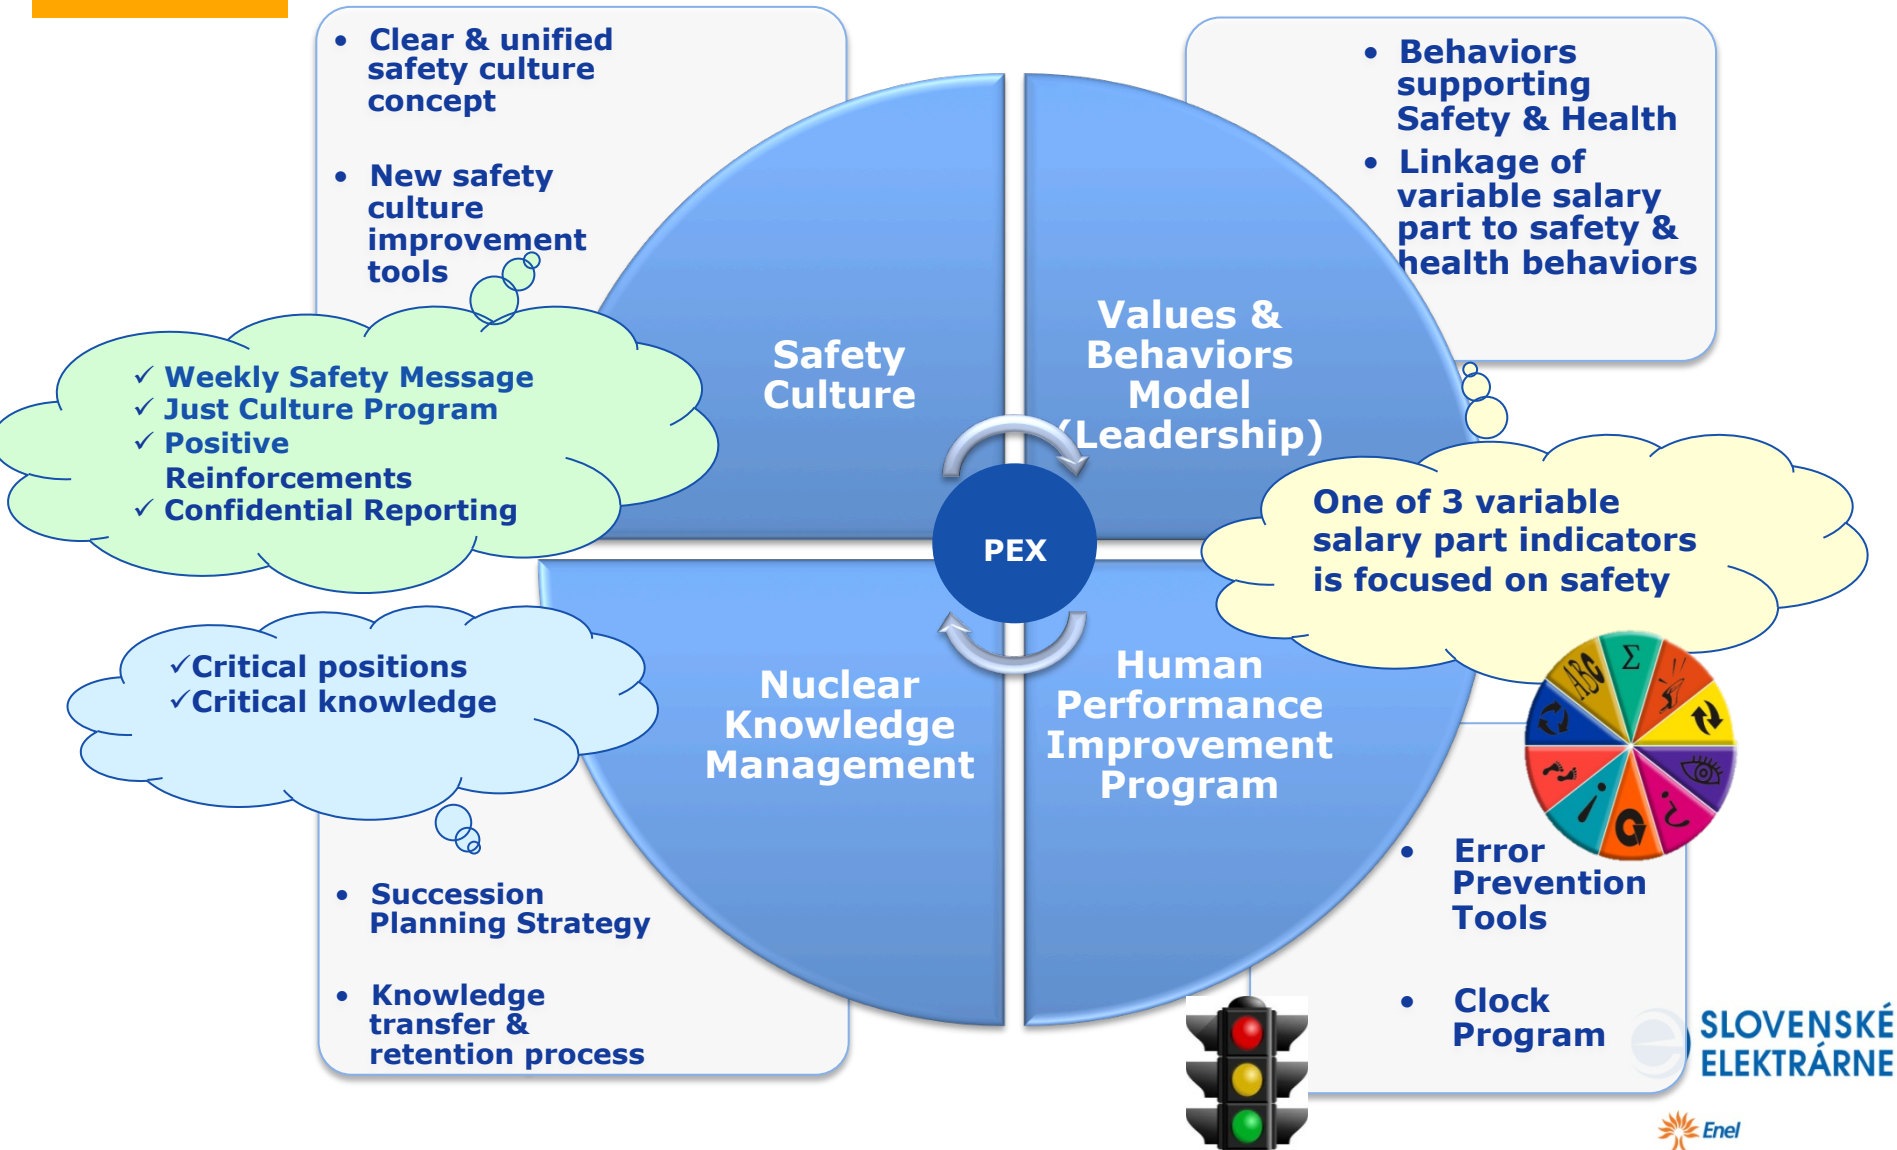 • Clear & unified
safety culture
concept
• New safety
culture
improvement
tools
• Behaviors
supporting
Safety & Health
• Linkage of
variable salary
part to safety &
health behaviors
Safety
Culture
Values &
Behaviors
Model
(Leadership)
✓ Weekly Safety Message
✓ Just Culture Program
✓ Positive
Reinforcements
✓ Confidential Reporting
PEX
One of 3 variable
salary part indicators
is focused on safety
✓Critical positions
✓Critical knowledge
Nuclear
Knowledge
Management
Human
Performance
Improvement
Program
ABC
Σ
• Succession
Planning Strategy
• Knowledge
transfer &
retention process
• Error
Prevention
Tools
• Clock
Program
SLOVENSKÉ
ELEKTRÁRNE
Enel